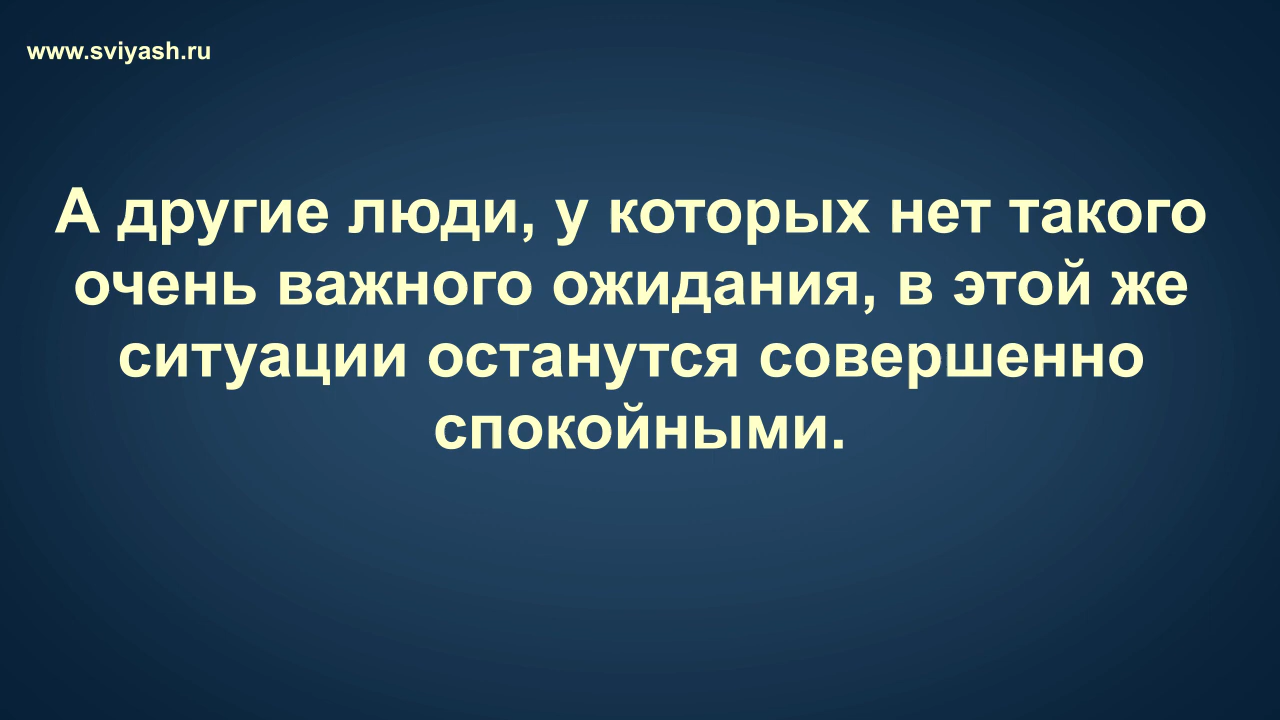 www.sviyash.ru
А другие люди, у которых нет такого
очень важного ожидания, в этой же
ситуации останутся совершенно
спокойными.